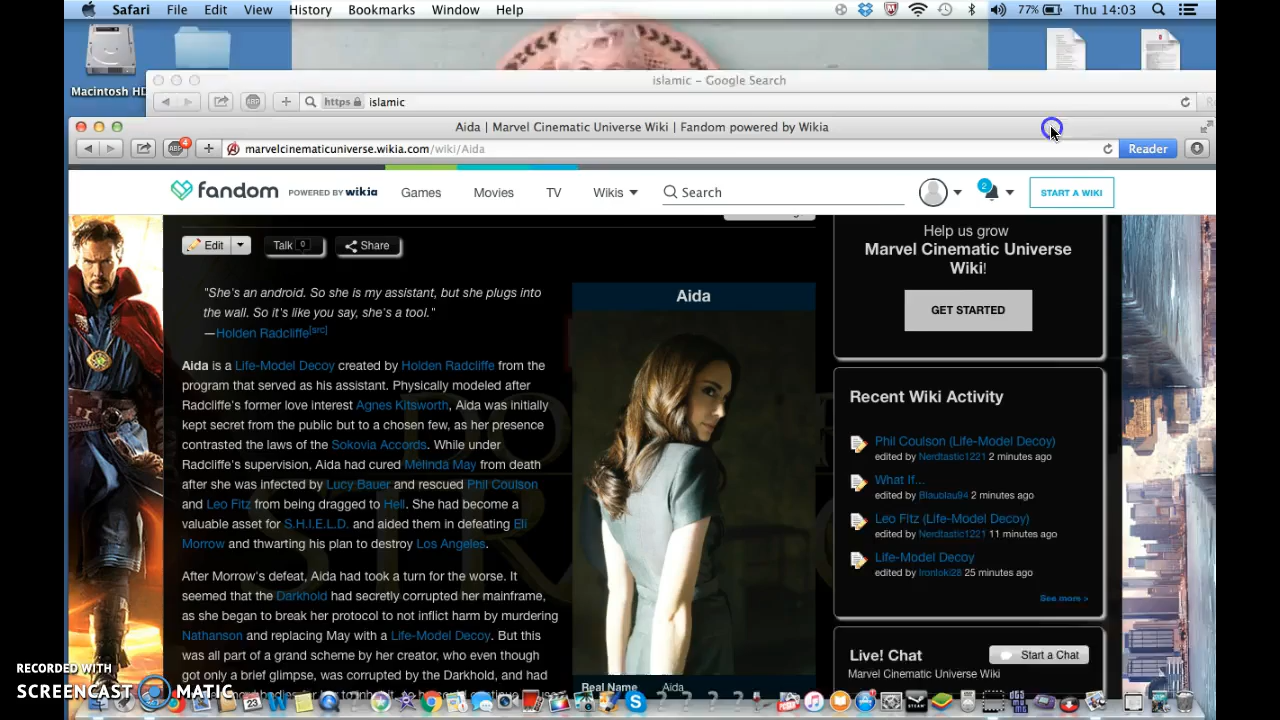 Safari File Edit View History Bookmarks Window Help 77% Thu 14:03
Macintosh HD
islamic – Google Search
https islamic
Aida | Marvel Cinematic Universe Wiki | Fandom powered by Wikia
ABP 4 marvelcinematicuniverse.wikia.com/wiki/Aida Reader
fandom POWERED BY wikia Games Movies TV Wikis Search 2 START A WIKI
Edit Talk 0 Share
"She's an android. So she is my assistant, but she plugs into
the wall. So it's like you say, she's a tool."
—Holden Radcliffe[src]
Aida is a Life-Model Decoy created by Holden Radcliffe from the
program that served as his assistant. Physically modeled after
Radcliffe's former love interest Agnes Kitsworth, Aida was initially
kept secret from the public but to a chosen few, as her presence
contrasted the laws of the Sokovia Accords. While under
Radcliffe's supervision, Aida had cured Melinda May from death
after she was infected by Lucy Bauer and rescued Phil Coulson
and Leo Fitz from being dragged to Hell. She had become a
valuable asset for S.H.I.E.L.D. and aided them in defeating Eli
Morrow and thwarting his plan to destroy Los Angeles.
After Morrow's defeat, Aida had took a turn for the worse. It
seemed that the Darkhold had secretly corrupted her mainframe,
as she began to break her protocol to not inflict harm by murdering
Nathanson and replacing May with a Life-Model Decoy. But this
was all part of a grand scheme by her creator, who even though
got only a brief glimpse, was corrupted by the Darkhold, and had
Aida
Real Name Aida
Help us grow
Marvel Cinematic Universe
Wiki!
GET STARTED
Recent Wiki Activity
Phil Coulson (Life-Model Decoy)
edited by Nerdtastic1221 2 minutes ago
What If...
edited by Blaublau94 2 minutes ago
Leo Fitz (Life-Model Decoy)
edited by Nerdtastic1221 11 minutes ago
Life-Model Decoy
edited by Ironloki28 25 minutes ago
See more >
Live! Chat Start a Chat
Marvel Cinematic Universe Wiki
RECORDED WITH
SCREENCAST MATIC